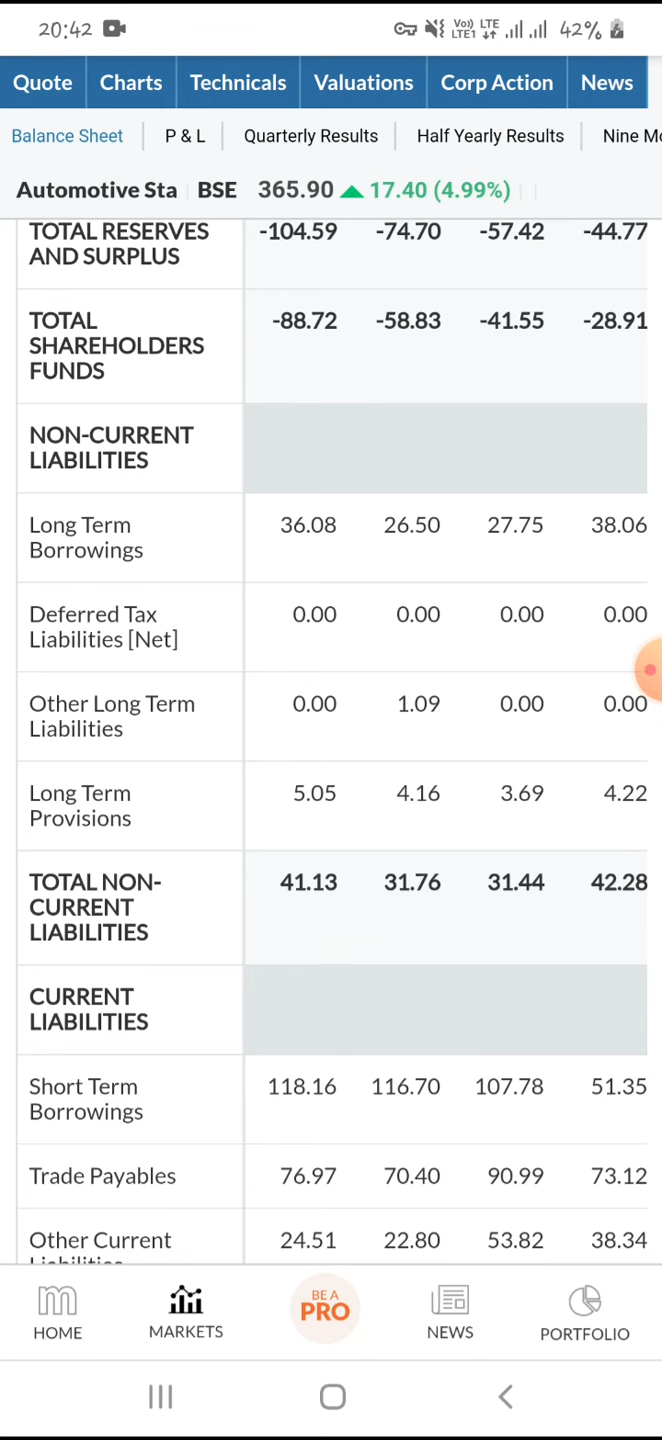 20:42 Vo) LTE LTE1 42%
Quote Charts Technicals Valuations Corp Action News
Balance Sheet P & L Quarterly Results Half Yearly Results Nine Mo
Automotive Sta BSE 365.90 17.40 (4.99%)
TOTAL RESERVES -104.59 -74.70 -57.42 -44.77
AND SURPLUS
TOTAL -88.72 -58.83 -41.55 -28.91
SHAREHOLDERS
FUNDS
NON-CURRENT
LIABILITIES
Long Term 36.08 26.50 27.75 38.06
Borrowings
Deferred Tax 0.00 0.00 0.00 0.00
Liabilities [Net]
Other Long Term 0.00 1.09 0.00 0.00
Liabilities
Long Term 5.05 4.16 3.69 4.22
Provisions
TOTAL NON- 41.13 31.76 31.44 42.28
CURRENT
LIABILITIES
CURRENT
LIABILITIES
Short Term 118.16 116.70 107.78 51.35
Borrowings
Trade Payables 76.97 70.40 90.99 73.12
Other Current 24.51 22.80 53.82 38.34
BE A
PRO
HOME MARKETS NEWS PORTFOLIO